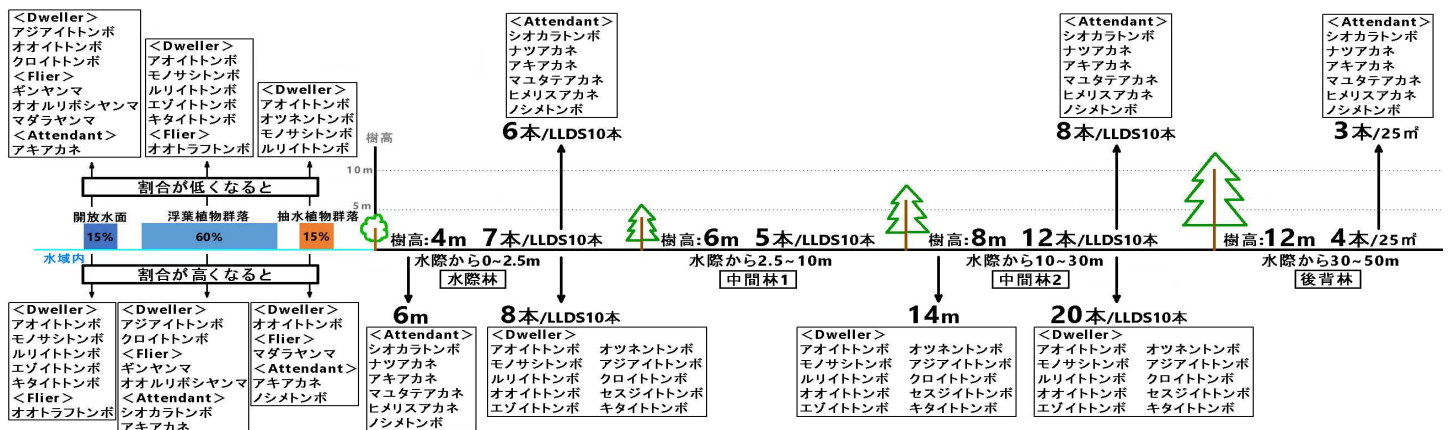 <Dweller>
アジアイトトンボ
オオイトトンボ
クロイトトンボ
<Flier>
ギンヤンマ
オオルリボシヤンマ
マダラヤンマ
<Attendant>
アキアカネ
<Dweller>
アオイトトンボ
モノサシトンボ
ルリイトトンボ
エゾイトトンボ
キタイトトンボ
<Flier>
オオトラフトンボ
<Dweller>
アオイトトンボ
オツネントンボ
モノサシトンボ
ルリイトトンボ
割合が低くなると
開放水面
浮葉植物群落
抽水植物群落
15%
60%
15%
水域内
割合が高くなると
<Dweller>
アオイトトンボ
モノサシトンボ
ルリイトトンボ
エゾイトトンボ
キタイトトンボ
<Flier>
オオトラフトンボ
<Dweller>
アジアイトトンボ
クロイトトンボ
<Flier>
ギンヤンマ
オオルリボシヤンマ
<Attendant>
シオカラトンボ
アキアカネ
<Dweller>
オオイトトンボ
<Flier>
マダラヤンマ
<Attendant>
アキアカネ
ノシメトンボ
樹高
10m
5m
<Attendant>
シオカラトンボ
ナツアカネ
アキアカネ
マユタテアカネ
ヒメリスアカネ
ノシメトンボ
6本/LLDS10本
<Attendant>
シオカラトンボ
ナツアカネ
アキアカネ
マユタテアカネ
ヒメリスアカネ
ノシメトンボ
8本/LLDS10本
<Attendant>
シオカラトンボ
ナツアカネ
アキアカネ
マユタテアカネ
ヒメリスアカネ
ノシメトンボ
3本/25㎡
樹高:4m 7本/LLDS10本
水際から0~2.5m
水際林
樹高:6m 5本/LLDS10本
水際から2.5~10m
中間林1
樹高:8m 12本/LLDS10本
水際から10~30m
中間林2
樹高:12m 4本/25㎡
水際から30~50m
後背林
6m
<Attendant>
シオカラトンボ
ナツアカネ
アキアカネ
マユタテアカネ
ヒメリスアカネ
ノシメトンボ
8本/LLDS10本
<Dweller>
アオイトトンボ オツネントンボ
モノサシトンボ アジアイトンボ
ルリイトトンボ クロイトトンボ
オオイトトンボ セスジイトトンボ
エゾイトトンボ キタイトトンボ
14m
<Dweller>
アオイトトンボ オツネントンボ
モノサシトンボ アジアイトンボ
ルリイトトンボ クロイトトンボ
オオイトトンボ セスジイトトンボ
エゾイトトンボ キタイトトンボ
20本/LLDS10本
<Dweller>
アオイトトンボ オツネントンボ
モノサシトンボ アジアイトンボ
ルリイトトンボ クロイトトンボ
オオイトトンボ セスジイトトンボ
エゾイトトンボ キタイトトンボ